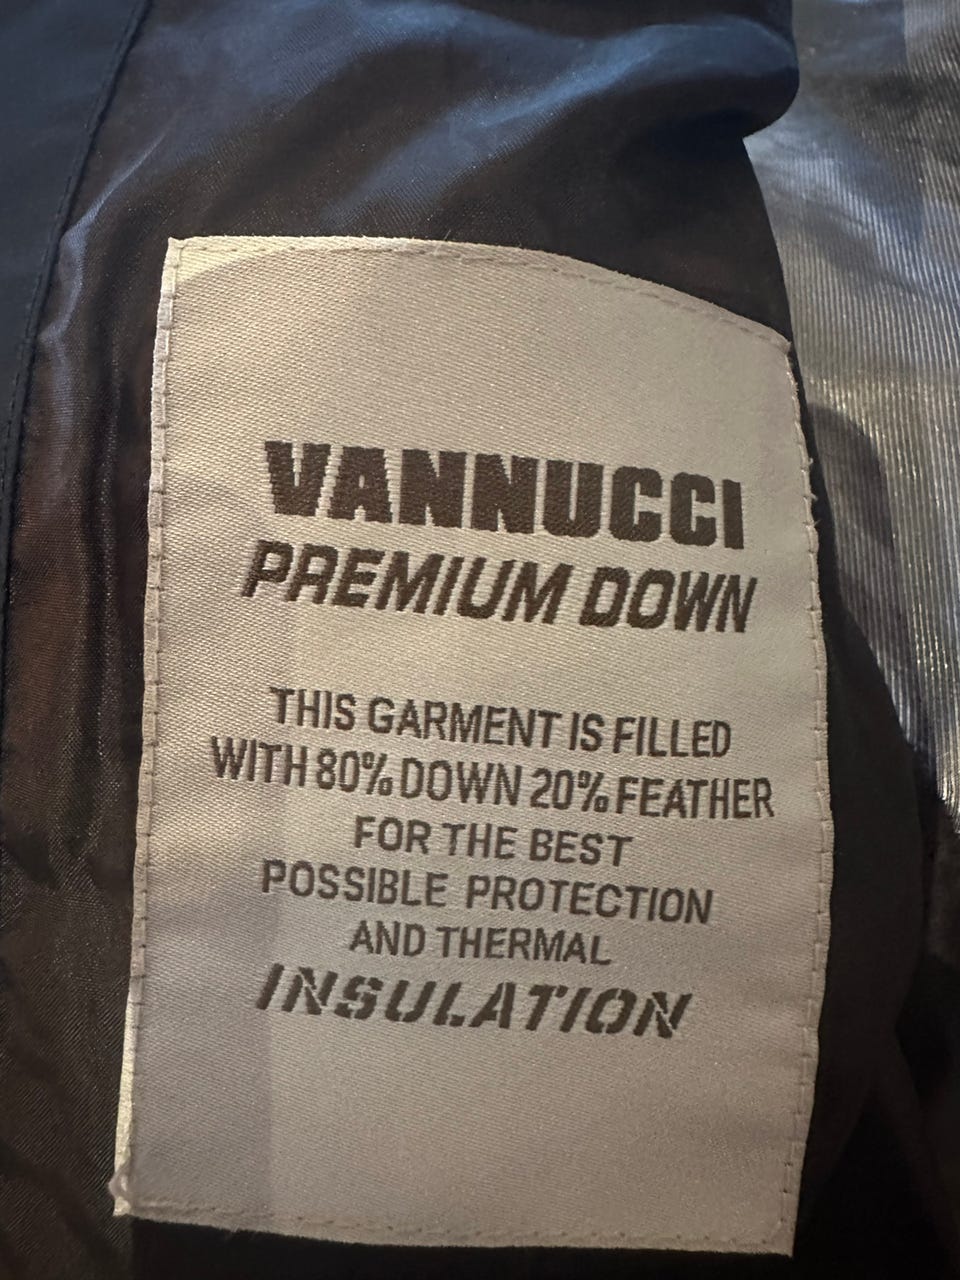 VANNUCCI
PREMIUM DOWN
THIS GARMENT IS FILLED
WITH 80% DOWN 20% FEATHER
FOR THE BEST
POSSIBLE PROTECTION
AND THERMAL
INSULATION